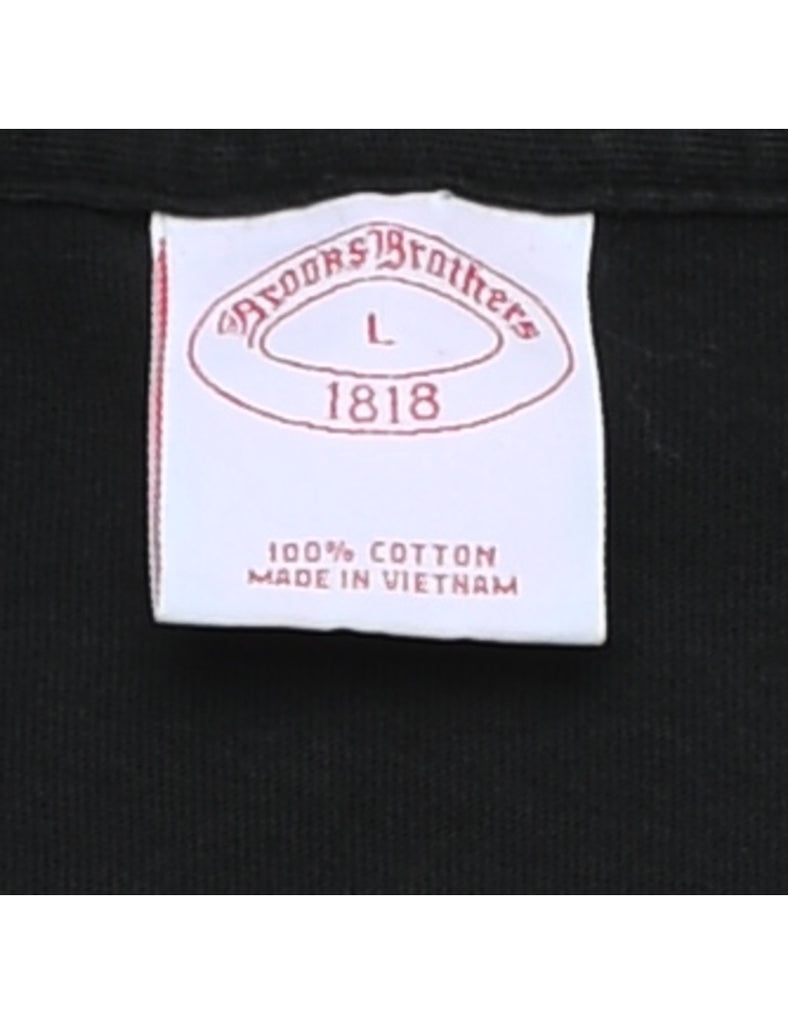 Brooks Brothers
L
1818
100% COTTON
MADE IN VIETNAM